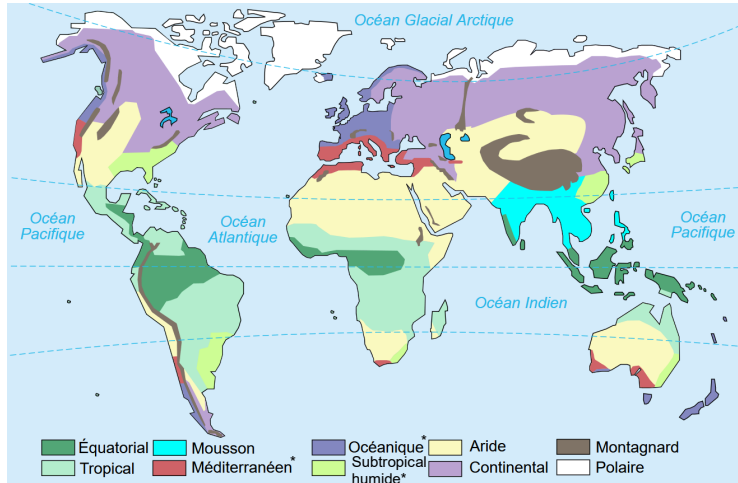 Océan Glacial Arctique
Océan
Pacifique
Océan
Atlantique
Océan
Pacifique
Océan Indien
Équatorial
Mousson
Océanique*
Aride
Montagnard
Tropical
Méditerranéen*
Subtropical
humide*
Continental
Polaire